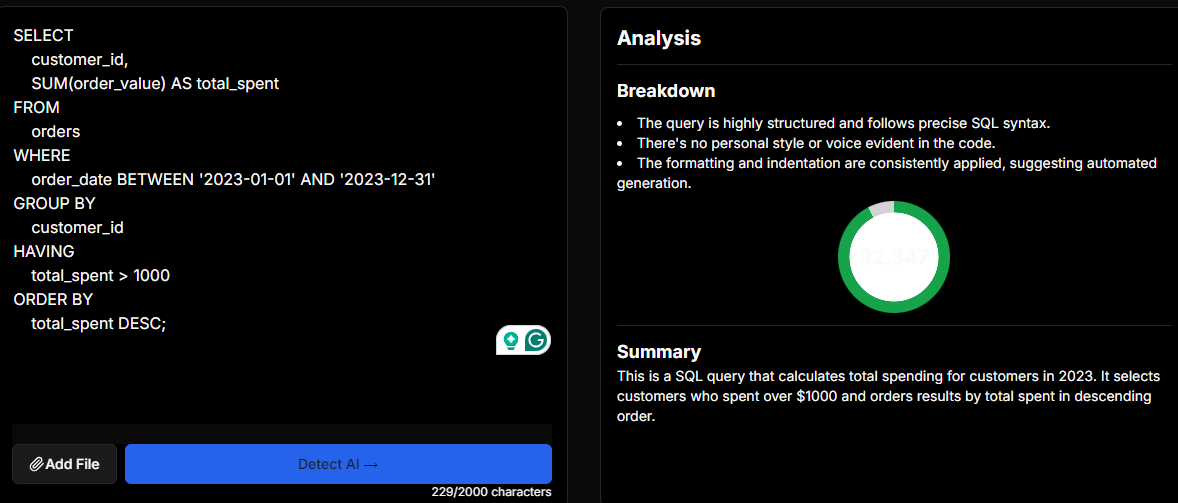 SELECT
customer_id,
SUM(order_value) AS total_spent
FROM
orders
WHERE
order_date BETWEEN '2023-01-01' AND '2023-12-31'
GROUP BY
customer_id
HAVING
total_spent > 1000
ORDER BY
total_spent DESC;
Add File
Detect AI →
229/2000 characters
Analysis
Breakdown
• The query is highly structured and follows precise SQL syntax.
• There's no personal style or voice evident in the code.
• The formatting and indentation are consistently applied, suggesting automated
generation.
92.347
Summary
This is a SQL query that calculates total spending for customers in 2023. It selects
customers who spent over $1000 and orders results by total spent in descending
order.